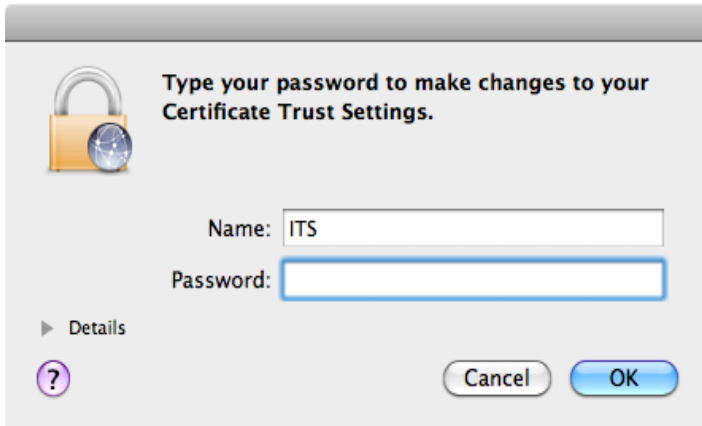 Type your password to make changes to your
Certificate Trust Settings.
Name: ITS
Password:
Details
?
Cancel
OK